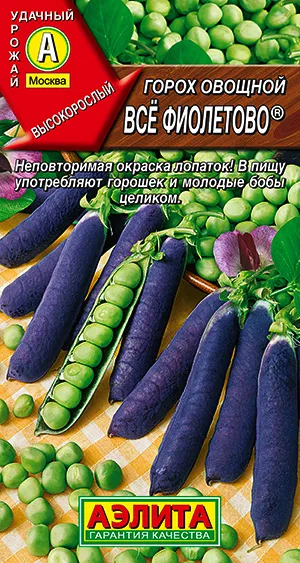 УДАЧНЫЙ
УРОЖАЙ
А
Москва
ВЫСОКОРОСЛЫЙ
ГОРОХ ОВОЩНОЙ
ВСЁ ФИОЛЕТОВО®
Неповторимая окраска лопаток! В пищу
употребляют горошек и молодые бобы
целиком.
АЭЛИТА
ГАРАНТИЯ КАЧЕСТВА